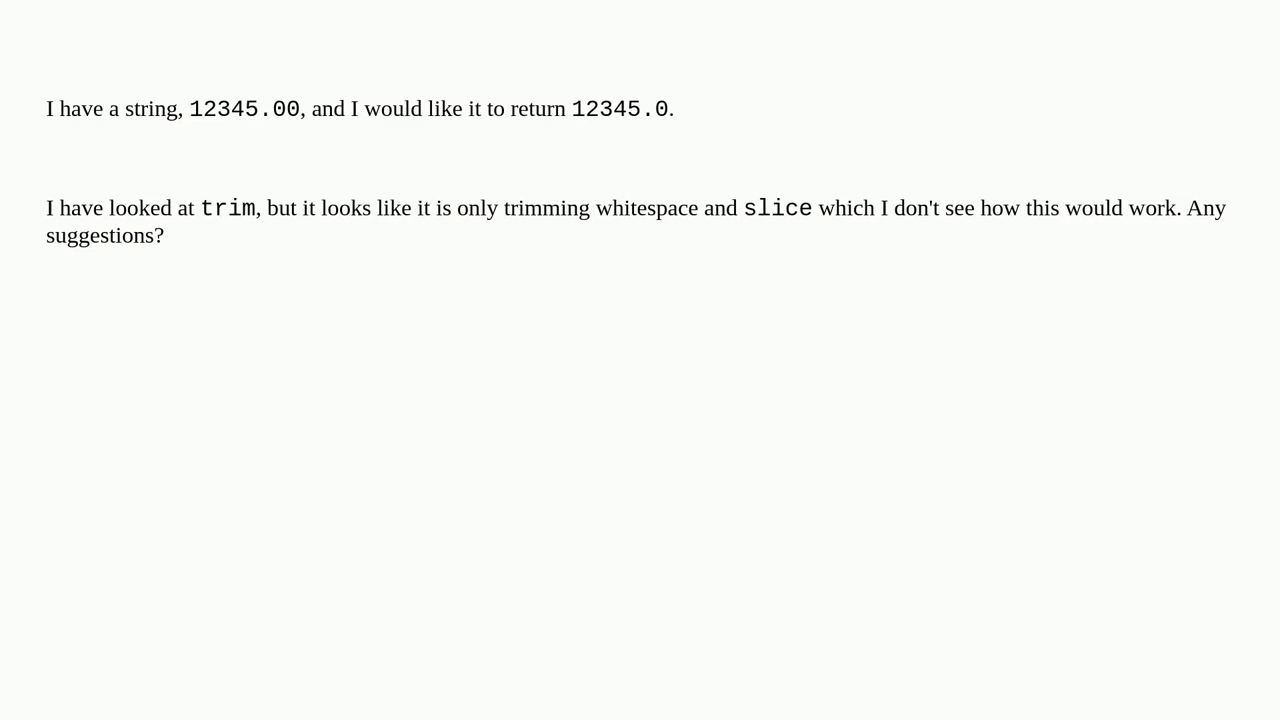 I have a string, 12345.00, and I would like it to return 12345.0.
I have looked at trim, but it looks like it is only trimming whitespace and slice which I don't see how this would work. Any
suggestions?